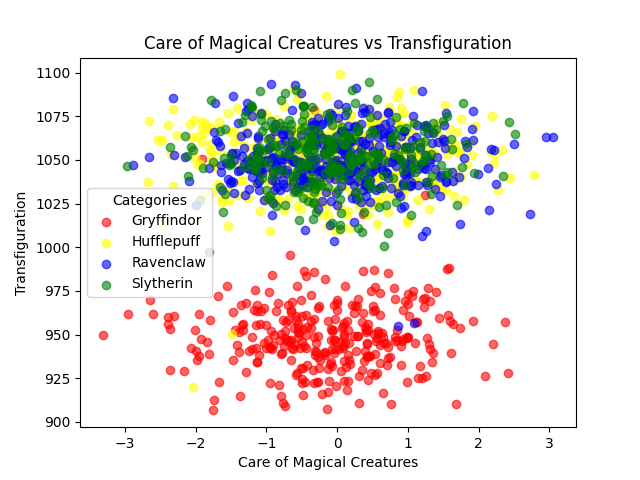 Care of Magical Creatures vs Transfiguration
1100
1075
1050
1025
1000
975
950
925
900
Transfiguration
Categories
Gryffindor
Hufflepuff
Ravenclaw
Slytherin
−3 −2 −1 0 1 2 3
Care of Magical Creatures